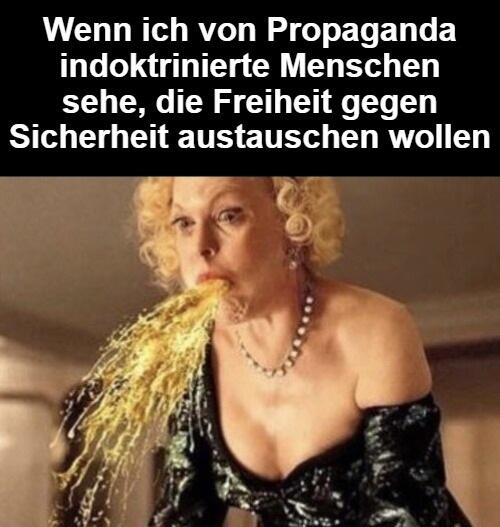 Wenn ich von Propaganda
indoktrinierte Menschen
sehe, die Freiheit gegen
Sicherheit austauschen wollen